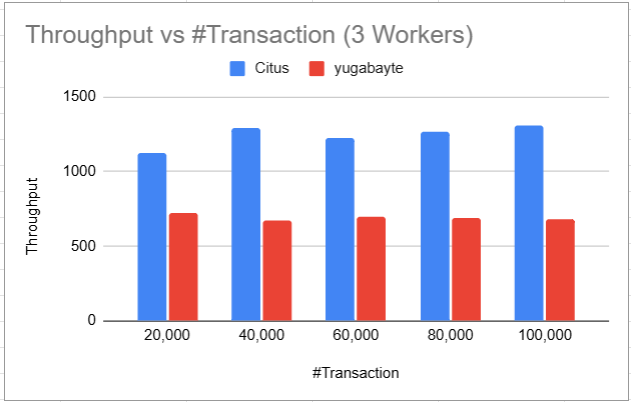 Throughput vs #Transaction (3 Workers)
Citus yugabayte
1500
1000
500
0
Throughput
20,000 40,000 60,000 80,000 100,000
#Transaction